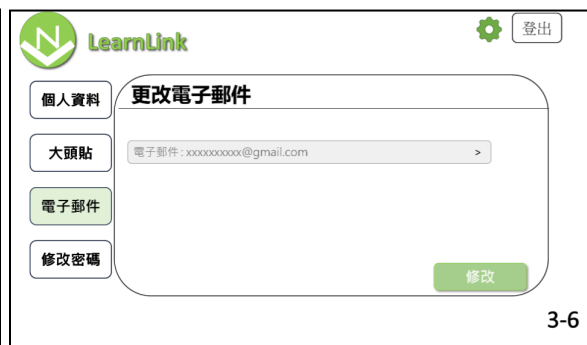 LearnLink
登出
個人資料
更改電子郵件
大頭貼
電子郵件：xxxxxxxxxx@gmail.com >
電子郵件
修改密碼
修改
3-6